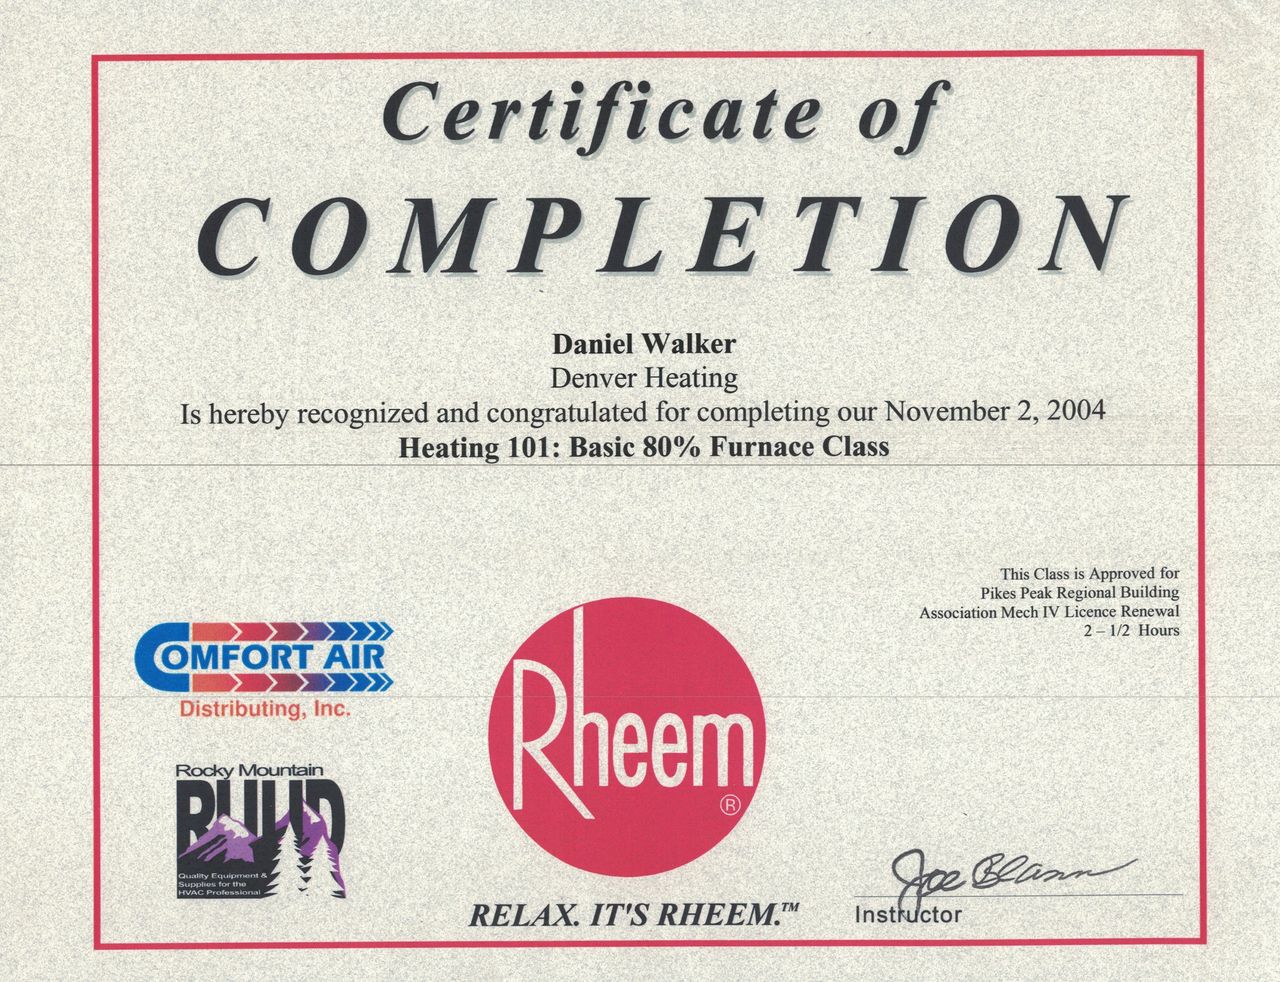 Certificate of
COMPLETION
Daniel Walker
Denver Heating
Is hereby recognized and congratulated for completing our November 2, 2004
Heating 101: Basic 80% Furnace Class
This Class is Approved for
Pikes Peak Regional Building
Association Mech IV Licence Renewal
2 – 1/2 Hours
COMFORT AIR
Distributing, Inc.
Rocky Mountain
RUUD
Quality Equipment &
Supplies for the
HVAC Professional
Rheem®
RELAX. IT'S RHEEM.™
Joe Blann
Instructor